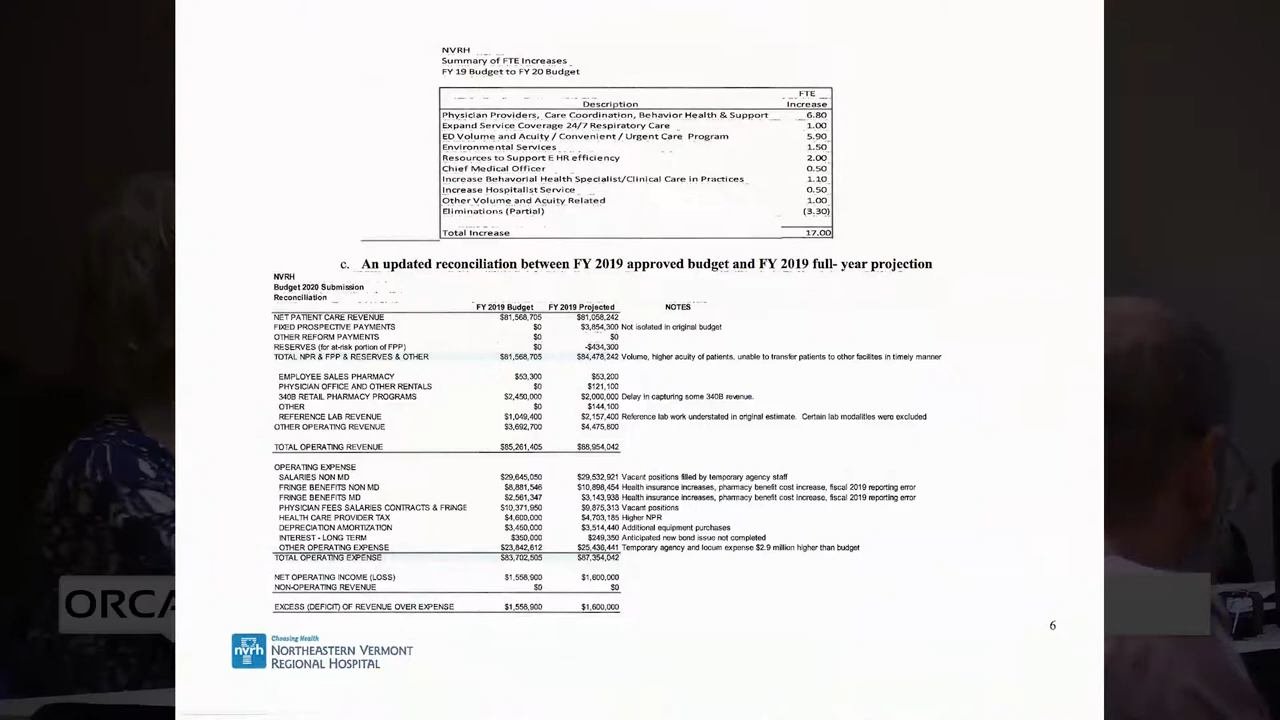 NVRH
Summary of FTE Increases
FY 19 Budget to FY 20 Budget
FTE
Description Increase
Physician Providers, Care Coordination, Behavior Health & Support 6.80
Expand Service Coverage 24/7 Respiratory Care 1.00
ED Volume and Acuity / Convenient / Urgent Care Program 5.90
Environmental Services 1.50
Resources to Support EHR efficiency 2.00
Chief Medical Officer 0.50
Increase Behavorial Health Specialist/Clinical Care in Practices 1.10
Increase Hospitalist Service 0.50
Other Volume and Acuity Related 1.00
Eliminations (Partial) (3.30)
Total Increase 17.00
c. An updated reconciliation between FY 2019 approved budget and FY 2019 full- year projection
NVRH
Budget 2020 Submission
Reconciliation
FY 2019 Budget FY 2019 Projected NOTES
NET PATIENT CARE REVENUE $81,568,705 $81,058,242
FIXED PROSPECTIVE PAYMENTS $0 $3,854,300 Not isolated in original budget
OTHER REFORM PAYMENTS $0 $0
RESERVES (for at-risk portion of FPP) $0 -$434,300
TOTAL NPR & FPP & RESERVES & OTHER $81,568,705 $84,478,242 Volume, higher acuity of patients, unable to transfer patients to other facilites in timely manner
EMPLOYEE SALES PHARMACY $53,300 $53,200
PHYSICIAN OFFICE AND OTHER RENTALS $0 $121,100
340B RETAIL PHARMACY PROGRAMS $2,450,000 $2,000,000 Delay in capturing some 340B revenue.
OTHER $0 $144,100
REFERENCE LAB REVENUE $1,049,400 $2,157,400 Reference lab work understated in original estimate. Certain lab modalities were excluded
OTHER OPERATING REVENUE $3,692,700 $4,475,800
TOTAL OPERATING REVENUE $85,261,405 $88,954,042
OPERATING EXPENSE
SALARIES NON MD $29,645,050 $29,532,921 Vacant positions filled by temporary agency staff
FRINGE BENEFITS NON MD $8,881,546 $10,898,454 Health insurance increases, pharmacy benefit cost increase, fiscal 2019 reporting error
FRINGE BENEFITS MD $2,561,347 $3,143,938 Health insurance increases, pharmacy benefit cost increase, fiscal 2019 reporting error
PHYSICIAN FEES SALARIES CONTRACTS & FRINGE $10,371,950 $9,875,313 Vacant positions
HEALTH CARE PROVIDER TAX $4,600,000 $4,703,185 Higher NPR
DEPRECIATION AMORTIZATION $3,450,000 $3,514,440 Additional equipment purchases
INTEREST - LONG TERM $350,000 $249,350 Anticipated new bond issue not completed
OTHER OPERATING EXPENSE $23,842,612 $25,436,441 Temporary agency and locum expense $2.9 million higher than budget
TOTAL OPERATING EXPENSE $83,702,505 $87,354,042
NET OPERATING INCOME (LOSS) $1,558,900 $1,600,000
NON-OPERATING REVENUE $0 $0
EXCESS (DEFICIT) OF REVENUE OVER EXPENSE $1,558,900 $1,600,000
6
ORCA
nvrh
Choosing Health
NORTHEASTERN VERMONT
REGIONAL HOSPITAL